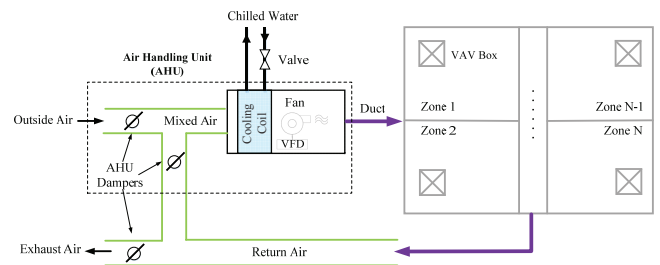 Chilled Water
Air Handling Unit
(AHU)
Valve
VAV Box
Outside Air
Mixed Air
Cooling
Coil
Fan
VFD
Duct
Zone 1
Zone N-1
Zone 2
Zone N
AHU
Dampers
Exhaust Air
Return Air